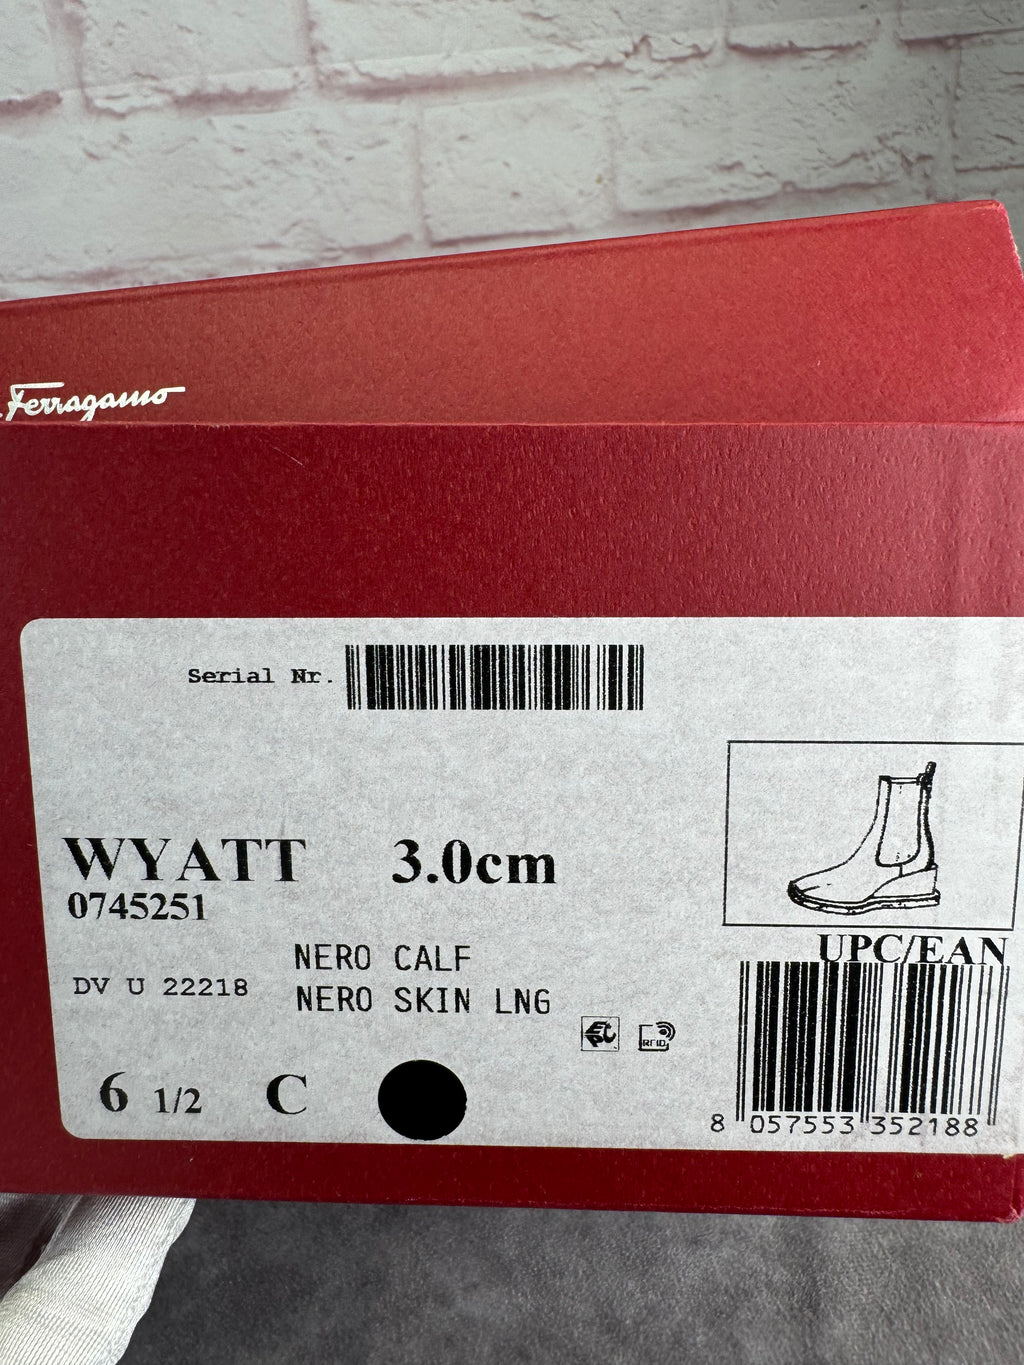 Ferragamo
Serial Nr.
WYATT 3.0cm
0745251
NERO CALF
DV U 22218
NERO SKIN LNG
RFID
6 1/2 C
UPC/EAN
8 057553 352188